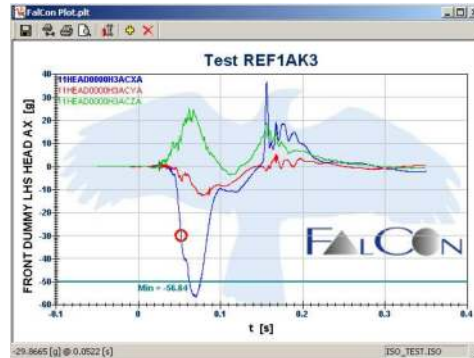 FalCon Plot.plt
Test REF1AK3
11HEAD0000H3ACXA
11HEAD0000H3ACYA
11HEAD0000H3ACZA
FRONT DUMMY LHS HEAD AX [g]
40
30
20
10
0
-10
-20
-30
-40
-50
-60
Min = -56.84
FALCON
-0.1
0
0.1
0.2
0.3
0.4
t [s]
-29.8665 [g] @ 0.0522 [s]
ISO_TEST.ISO